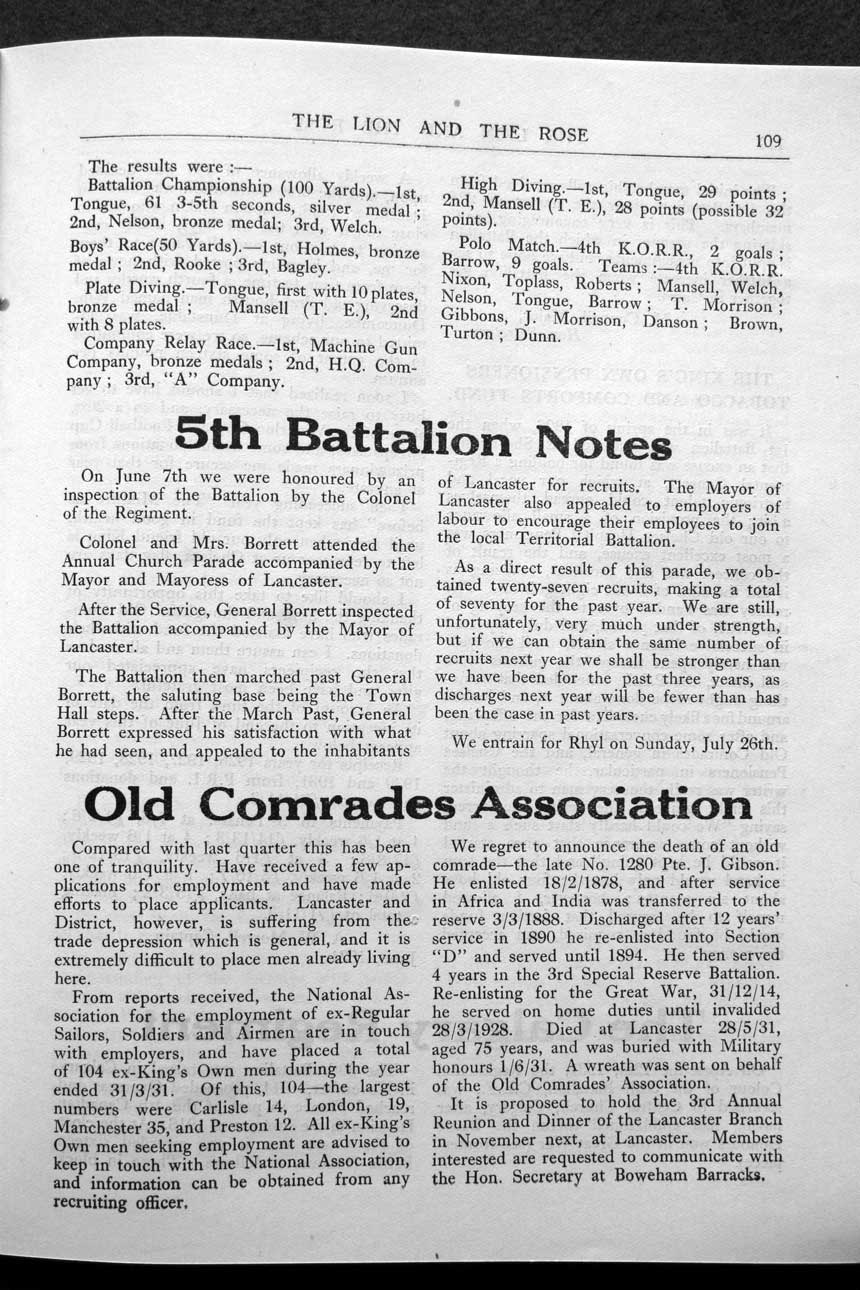 THE LION AND THE ROSE 109
The results were :—
Battalion Championship (100 Yards).—1st,
Tongue, 61 3-5th seconds, silver medal ;
2nd, Nelson, bronze medal; 3rd, Welch.
Boys' Race(50 Yards).—1st, Holmes, bronze
medal ; 2nd, Rooke ; 3rd, Bagley.
Plate Diving.—Tongue, first with 10 plates,
bronze medal ; Mansell (T. E.), 2nd
with 8 plates.
Company Relay Race.—1st, Machine Gun
Company, bronze medals ; 2nd, H.Q. Com-
pany ; 3rd, "A" Company.
High Diving.—1st, Tongue, 29 points ;
2nd, Mansell (T. E.), 28 points (possible 32
points).
Polo Match.—4th K.O.R.R., 2 goals ;
Barrow, 9 goals. Teams :—4th K.O.R.R.
Nixon, Toplass, Roberts ; Mansell, Welch,
Nelson, Tongue, Barrow ; T. Morrison ;
Gibbons, J. Morrison, Danson ; Brown,
Turton ; Dunn.
5th Battalion Notes
On June 7th we were honoured by an
inspection of the Battalion by the Colonel
of the Regiment.
Colonel and Mrs. Borrett attended the
Annual Church Parade accompanied by the
Mayor and Mayoress of Lancaster.
After the Service, General Borrett inspected
the Battalion accompanied by the Mayor of
Lancaster.
The Battalion then marched past General
Borrett, the saluting base being the Town
Hall steps. After the March Past, General
Borrett expressed his satisfaction with what
he had seen, and appealed to the inhabitants
of Lancaster for recruits. The Mayor of
Lancaster also appealed to employers of
labour to encourage their employees to join
the local Territorial Battalion.
As a direct result of this parade, we ob-
tained twenty-seven recruits, making a total
of seventy for the past year. We are still,
unfortunately, very much under strength,
but if we can obtain the same number of
recruits next year we shall be stronger than
we have been for the past three years, as
discharges next year will be fewer than has
been the case in past years.
We entrain for Rhyl on Sunday, July 26th.
Old Comrades Association
Compared with last quarter this has been
one of tranquility. Have received a few ap-
plications for employment and have made
efforts to place applicants. Lancaster and
District, however, is suffering from the
trade depression which is general, and it is
extremely difficult to place men already living
here.
From reports received, the National As-
sociation for the employment of ex-Regular
Sailors, Soldiers and Airmen are in touch
with employers, and have placed a total
of 104 ex-King's Own men during the year
ended 31/3/31. Of this, 104—the largest
numbers were Carlisle 14, London, 19,
Manchester 35, and Preston 12. All ex-King's
Own men seeking employment are advised to
keep in touch with the National Association,
and information can be obtained from any
recruiting officer.
We regret to announce the death of an old
comrade—the late No. 1280 Pte. J. Gibson.
He enlisted 18/2/1878, and after service
in Africa and India was transferred to the
reserve 3/3/1888. Discharged after 12 years'
service in 1890 he re-enlisted into Section
"D" and served until 1894. He then served
4 years in the 3rd Special Reserve Battalion.
Re-enlisting for the Great War, 31/12/14,
he served on home duties until invalided
28/3/1928. Died at Lancaster 28/5/31,
aged 75 years, and was buried with Military
honours 1/6/31. A wreath was sent on behalf
of the Old Comrades' Association.
It is proposed to hold the 3rd Annual
Reunion and Dinner of the Lancaster Branch
in November next, at Lancaster. Members
interested are requested to communicate with
the Hon. Secretary at Boweham Barracks.